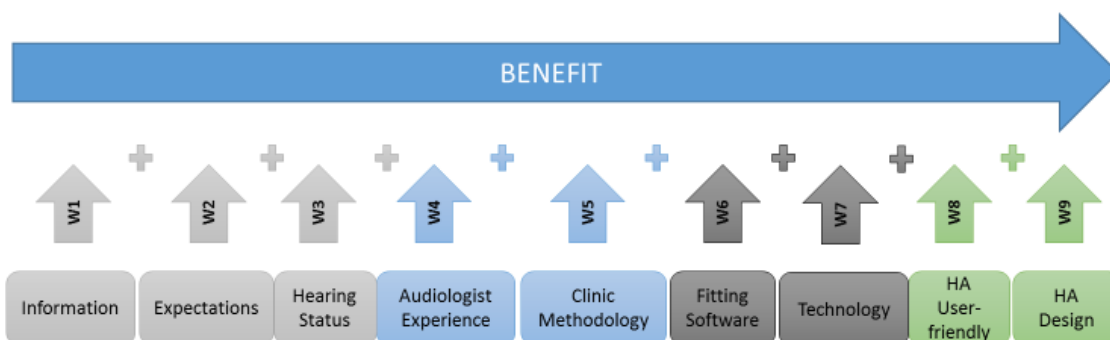 BENEFIT
W1
W2
W3
W4
W5
W6
W7
W8
W9
Information
Expectations
Hearing
Status
Audiologist
Experience
Clinic
Methodology
Fitting
Software
Technology
HA
User-
friendly
HA
Design